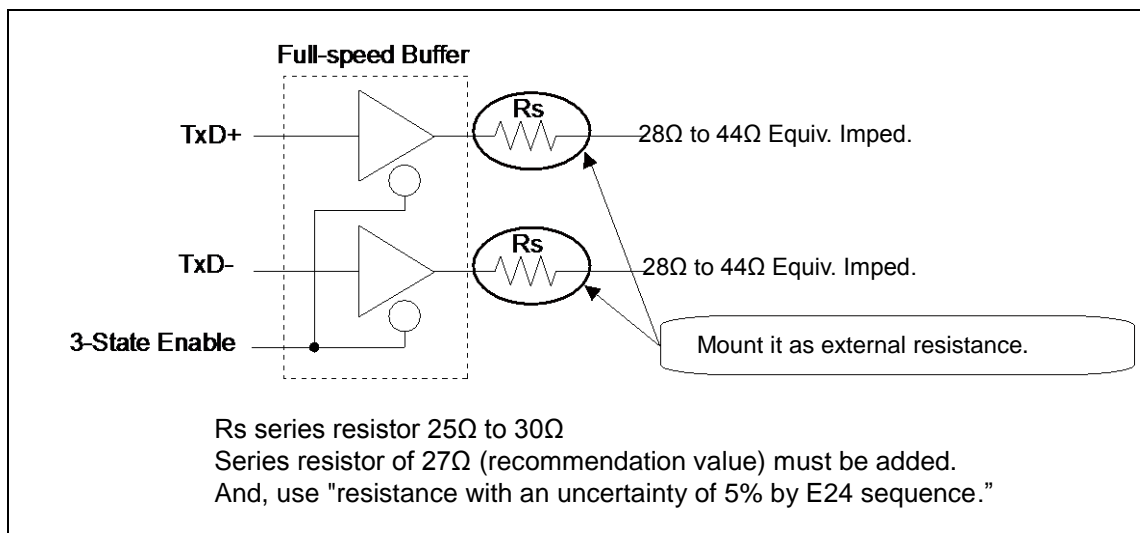 Full-speed Buffer
Rs
TxD+
28Ω to 44Ω Equiv. Imped.
Rs
TxD-
28Ω to 44Ω Equiv. Imped.
3-State Enable
Mount it as external resistance.
Rs series resistor 25Ω to 30Ω
Series resistor of 27Ω (recommendation value) must be added.
And, use "resistance with an uncertainty of 5% by E24 sequence.”